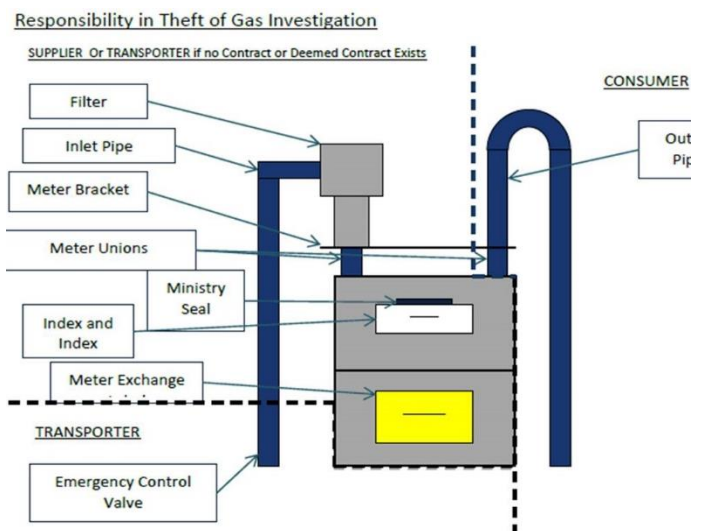 Responsibility in Theft of Gas Investigation
SUPPLIER Or TRANSPORTER if no Contract or Deemed Contract Exists
CONSUMER
Filter
Inlet Pipe
Meter Bracket
Meter Unions
Ministry
Seal
Index and
Index
Meter Exchange
TRANSPORTER
Emergency Control
Valve